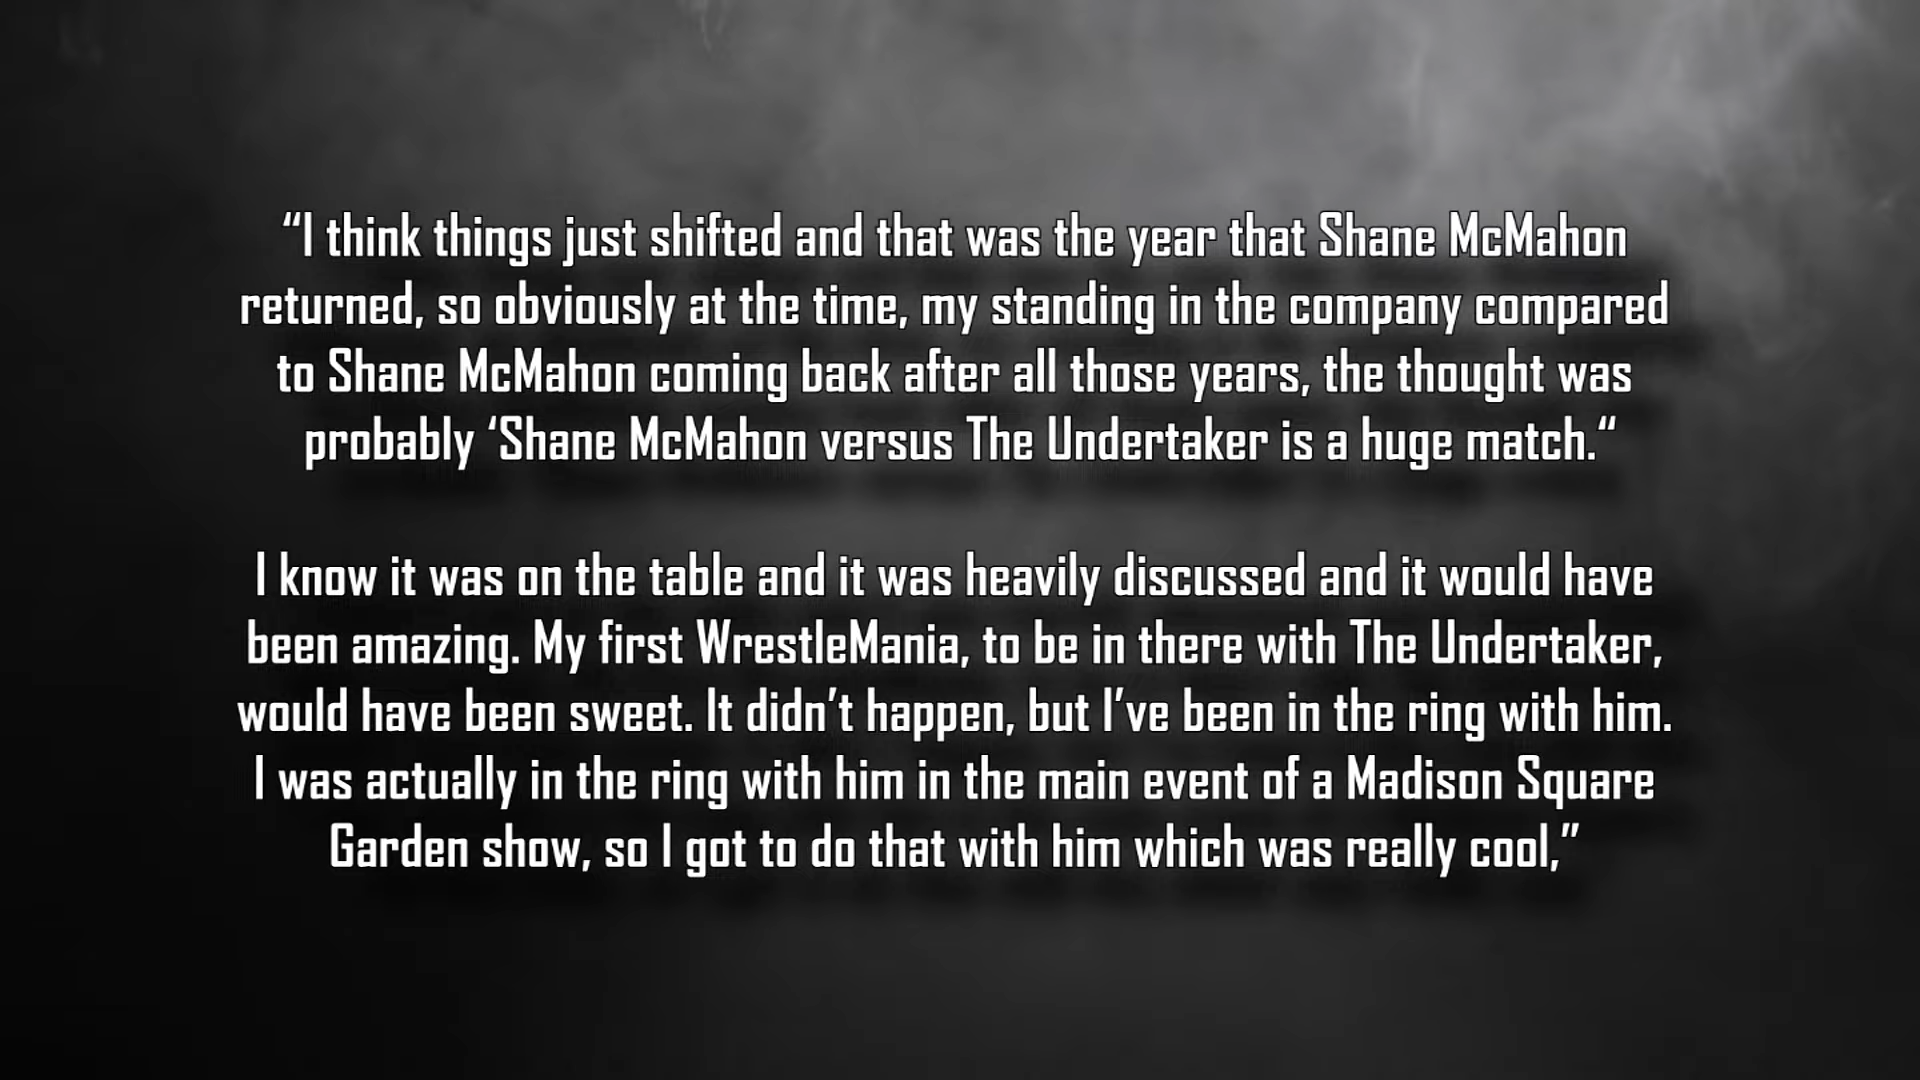 “I think things just shifted and that was the year that Shane McMahon
returned, so obviously at the time, my standing in the company compared
to Shane McMahon coming back after all those years, the thought was
probably ‘Shane McMahon versus The Undertaker is a huge match.“
I know it was on the table and it was heavily discussed and it would have
been amazing. My first WrestleMania, to be in there with The Undertaker,
would have been sweet. It didn’t happen, but I’ve been in the ring with him.
I was actually in the ring with him in the main event of a Madison Square
Garden show, so I got to do that with him which was really cool,”